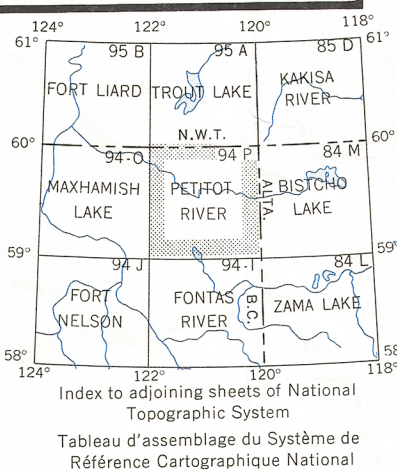 124° 122° 120° 118°
61° 95 B 95 A 85 D 61°
FORT LIARD TROUT LAKE KAKISA
RIVER
N.W.T.
60° 60°
94-O 94 P 84 M
MAXHAMISH
LAKE
PETITOT
RIVER
ALTA.
BISTCHO
LAKE
59° 59°
94 J 94-I 84 L
FORT
NELSON
FONTAS
RIVER
B.C.
ZAMA LAKE
58° 58°
124° 122° 120° 118°
Index to adjoining sheets of National
Topographic System
Tableau d'assemblage du Système de
Référence Cartographique National